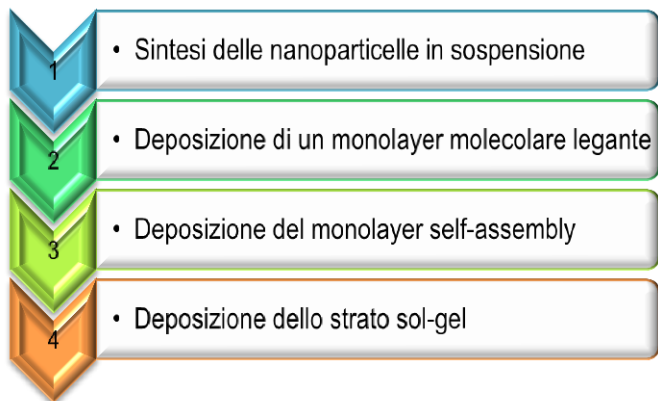 1 • Sintesi delle nanoparticelle in sospensione
2 • Deposizione di un monolayer molecolare legante
3 • Deposizione del monolayer self-assembly
4 • Deposizione dello strato sol-gel